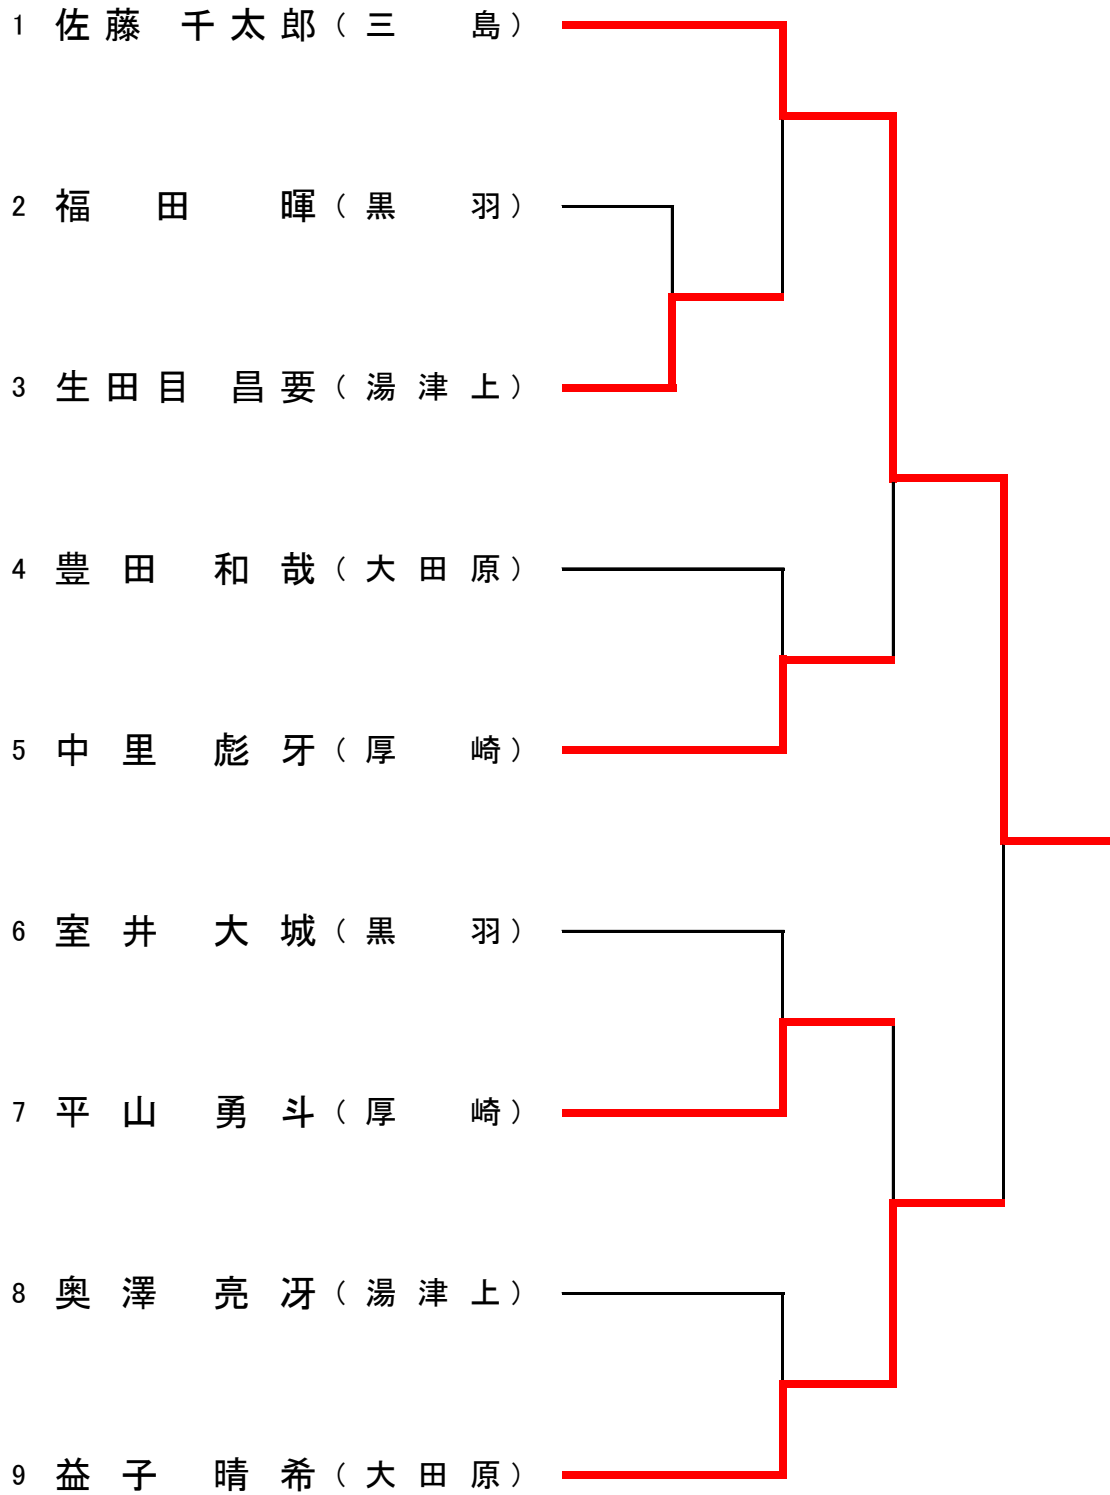 1 佐藤 千太郎 (三島)
2 福田 暉 (黒羽)
3 生田目 昌要 (湯津上)
4 豊田 和哉 (大田原)
5 中里 彪牙 (厚崎)
6 室井 大城 (黒羽)
7 平山 勇斗 (厚崎)
8 奥澤 亮冴 (湯津上)
9 益子 晴希 (大田原)